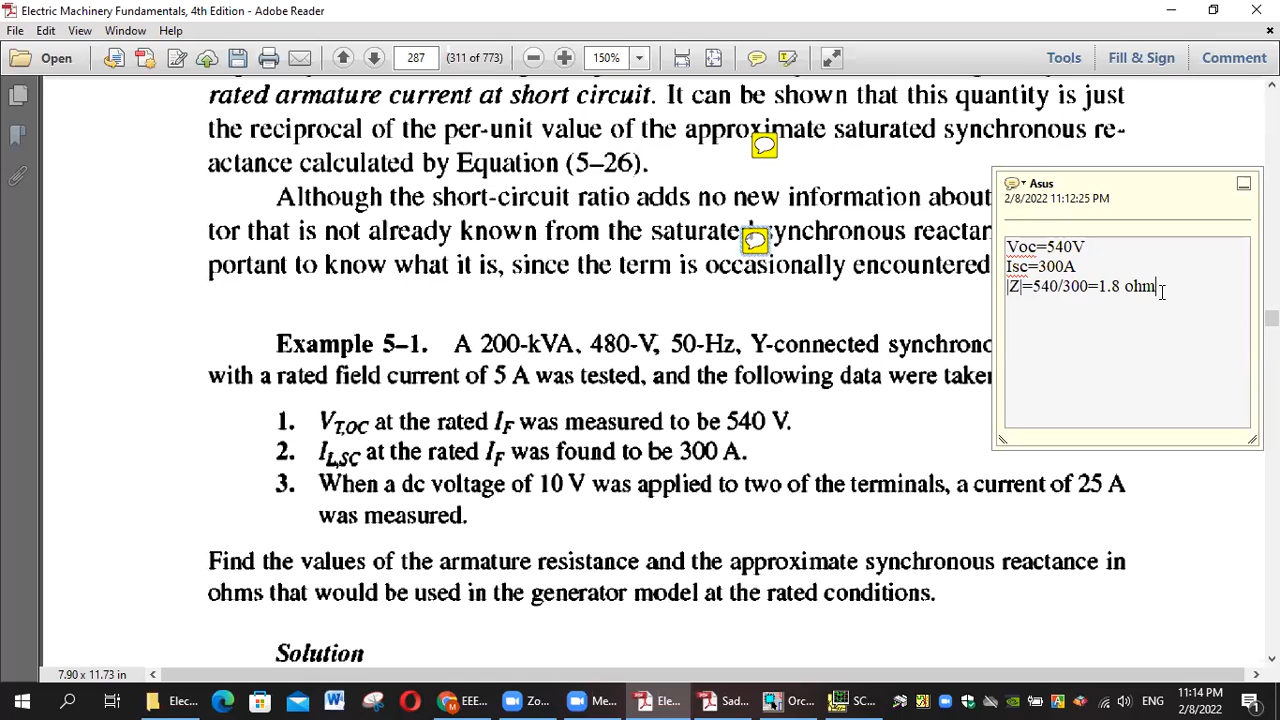 Electric Machinery Fundamentals, 4th Edition - Adobe Reader
File Edit View Window Help
Open 287 (311 of 773) 150% Tools Fill & Sign Comment
rated armature current at short circuit. It can be shown that this quantity is just
the reciprocal of the per-unit value of the approximate saturated synchronous re-
actance calculated by Equation (5–26).
Although the short-circuit ratio adds no new information about
tor that is not already known from the saturated synchronous reactan
portant to know what it is, since the term is occasionally encountered
Asus
2/8/2022 11:12:25 PM
Voc=540V
Isc=300A
|Z|=540/300=1.8 ohm
Example 5–1. A 200-kVA, 480-V, 50-Hz, Y-connected synchrono
with a rated field current of 5 A was tested, and the following data were taken
1. VT,OC at the rated IF was measured to be 540 V.
2. IL,SC at the rated IF was found to be 300 A.
3. When a dc voltage of 10 V was applied to two of the terminals, a current of 25 A
was measured.
Find the values of the armature resistance and the approximate synchronous reactance in
ohms that would be used in the generator model at the rated conditions.
Solution
7.90 x 11.73 in
Elec... EEE... Zo... Me... Ele... Sad... Orc... SC... ENG 11:14 PM
2/8/2022